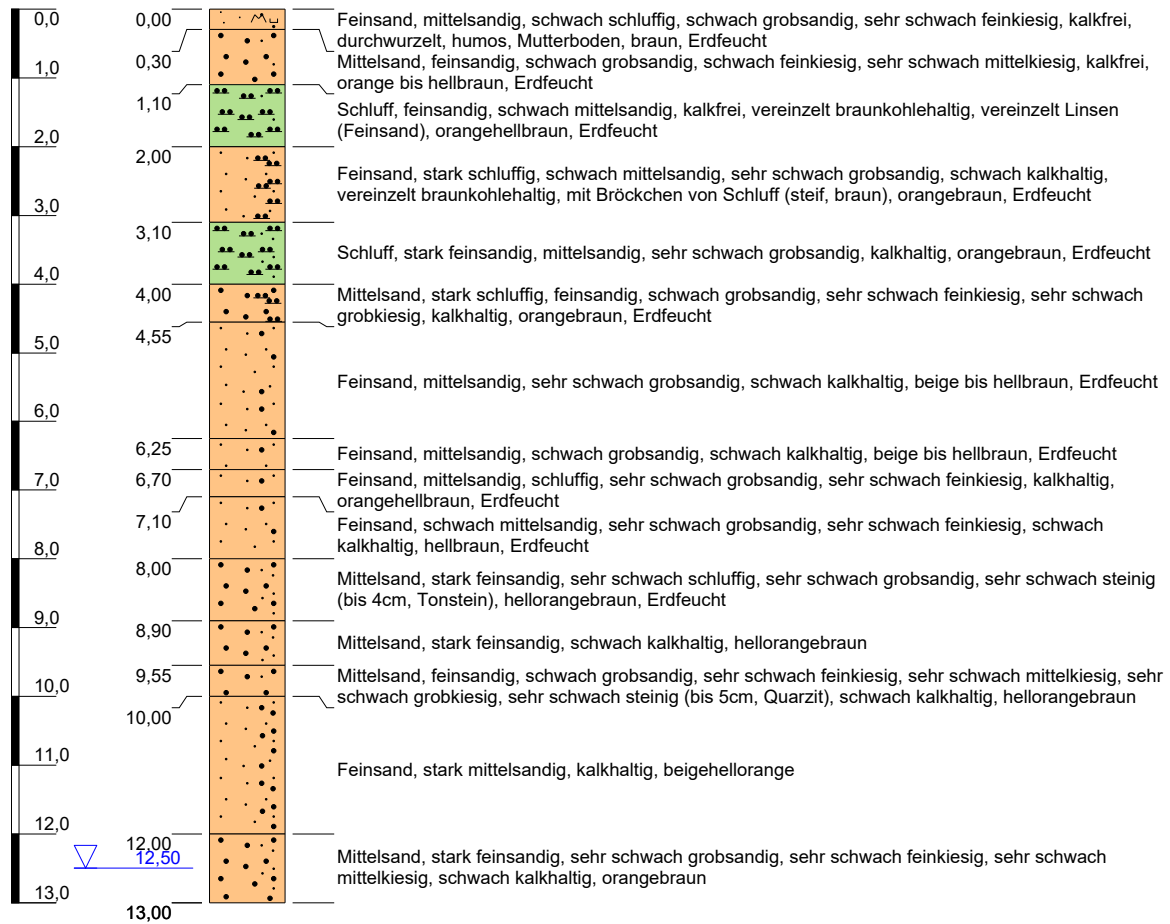 0,0
0,00
Feinsand, mittelsandig, schwach schluffig, schwach grobsandig, sehr schwach feinkiesig, kalkfrei,
durchwurzelt, humos, Mutterboden, braun, Erdfeucht
0,30
Mittelsand, feinsandig, schwach grobsandig, schwach feinkiesig, sehr schwach mittelkiesig, kalkfrei,
orange bis hellbraun, Erdfeucht
1,0
1,10
Schluff, feinsandig, schwach mittelsandig, kalkfrei, vereinzelt braunkohlehaltig, vereinzelt Linsen
(Feinsand), orangehellbraun, Erdfeucht
2,0
2,00
Feinsand, stark schluffig, schwach mittelsandig, sehr schwach grobsandig, schwach kalkhaltig,
vereinzelt braunkohlehaltig, mit Bröckchen von Schluff (steif, braun), orangebraun, Erdfeucht
3,0
3,10
Schluff, stark feinsandig, mittelsandig, sehr schwach grobsandig, kalkhaltig, orangebraun, Erdfeucht
4,0
4,00
Mittelsand, stark schluffig, feinsandig, schwach grobsandig, sehr schwach feinkiesig, sehr schwach
grobkiesig, kalkhaltig, orangebraun, Erdfeucht
4,55
5,0
Feinsand, mittelsandig, sehr schwach grobsandig, schwach kalkhaltig, beige bis hellbraun, Erdfeucht
6,0
6,25
Feinsand, mittelsandig, schwach grobsandig, schwach kalkhaltig, beige bis hellbraun, Erdfeucht
7,0
6,70
Feinsand, mittelsandig, schluffig, sehr schwach grobsandig, sehr schwach feinkiesig, kalkhaltig,
orangehellbraun, Erdfeucht
7,10
Feinsand, schwach mittelsandig, sehr schwach grobsandig, sehr schwach feinkiesig, schwach
kalkhaltig, hellbraun, Erdfeucht
8,0
8,00
Mittelsand, stark feinsandig, sehr schwach schluffig, sehr schwach grobsandig, sehr schwach steinig
(bis 4cm, Tonstein), hellorangebraun, Erdfeucht
9,0
8,90
Mittelsand, stark feinsandig, schwach kalkhaltig, hellorangebraun
9,55
Mittelsand, feinsandig, schwach grobsandig, sehr schwach feinkiesig, sehr schwach mittelkiesig, sehr
schwach grobkiesig, sehr schwach steinig (bis 5cm, Quarzit), schwach kalkhaltig, hellorangebraun
10,0
10,00
11,0
Feinsand, stark mittelsandig, kalkhaltig, beigehellorange
12,0
12,00
12,50
Mittelsand, stark feinsandig, sehr schwach grobsandig, sehr schwach feinkiesig, sehr schwach
mittelkiesig, schwach kalkhaltig, orangebraun
13,0
13,00